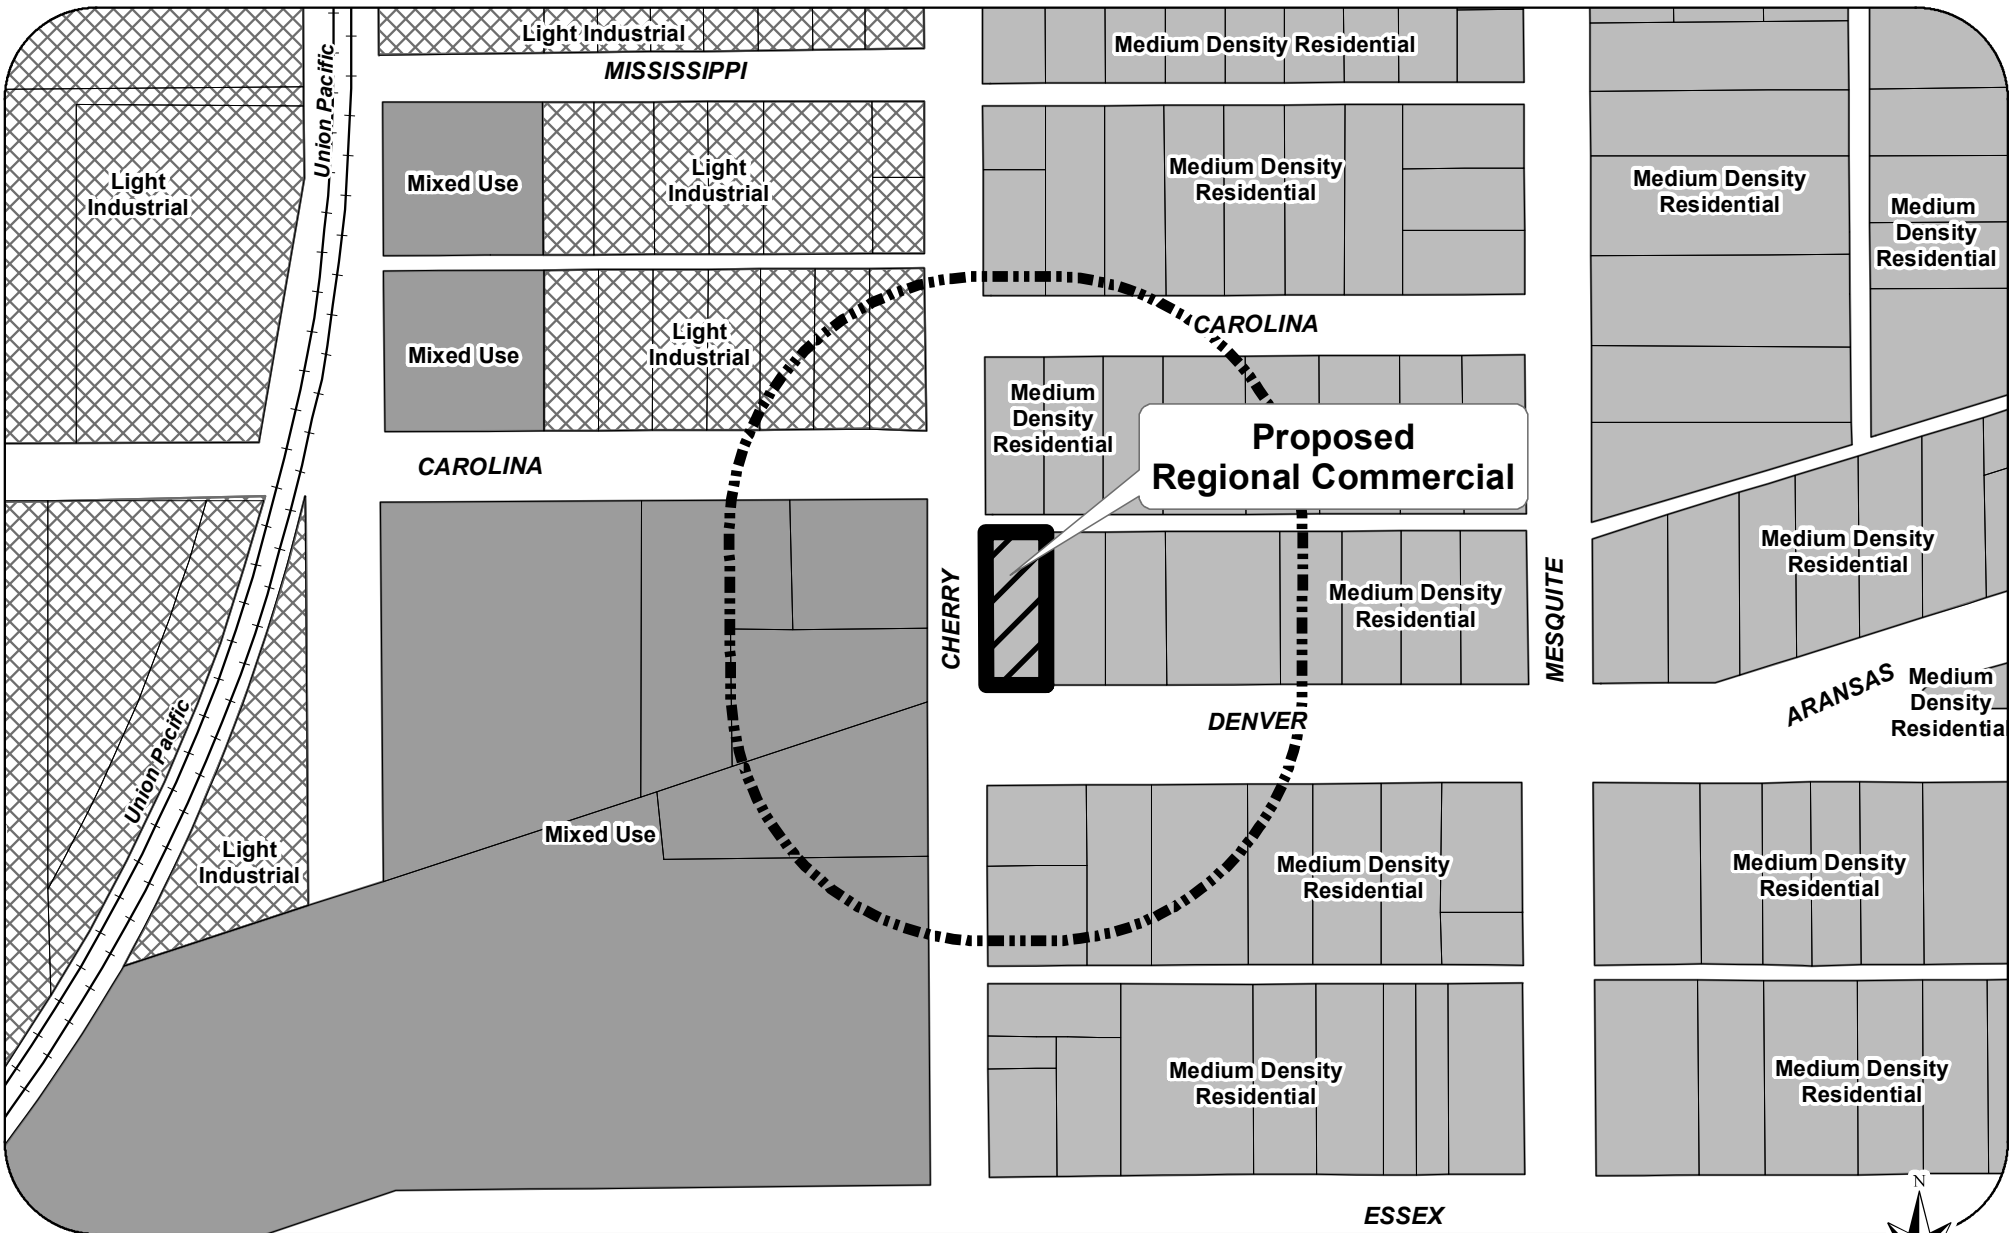 Light Industrial
MISSISSIPPI
Medium Density Residential
Union Pacific
Light
Industrial
Mixed Use
Light
Industrial
Medium Density
Residential
Medium Density
Residential
Medium
Density
Residential
Mixed Use
Light
Industrial
CAROLINA
Medium
Density
Residential
Proposed
Regional Commercial
CAROLINA
CHERRY
Medium Density
Residential
MESQUITE
Medium Density
Residential
DENVER
ARANSAS
Medium
Density
Residentia
Union Pacific
Light
Industrial
Mixed Use
Medium Density
Residential
Medium Density
Residential
Medium Density
Residential
Medium Density
Residential
ESSEX
N